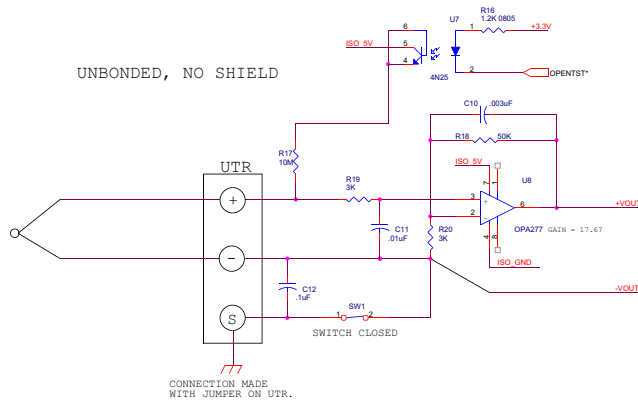 R16
1.2K 0805
U7
6
1
+3.3V
ISO_5V
5
UNBONDED, NO SHIELD
4
2
OPENTST*
4N25
C10
.003uF
R18
50K
R17
10M
ISO_5V
U8
UTR
R19
3K
7
1
+
3
+
6
+VOUT
2
-
C11
.01uF
R20
3K
OPA277
GAIN = 17.67
4
8
-
ISO_GND
C12
.1uF
-VOUT
SW1
S
1
2
SWITCH CLOSED
CONNECTION MADE
WITH JUMPER ON UTR.